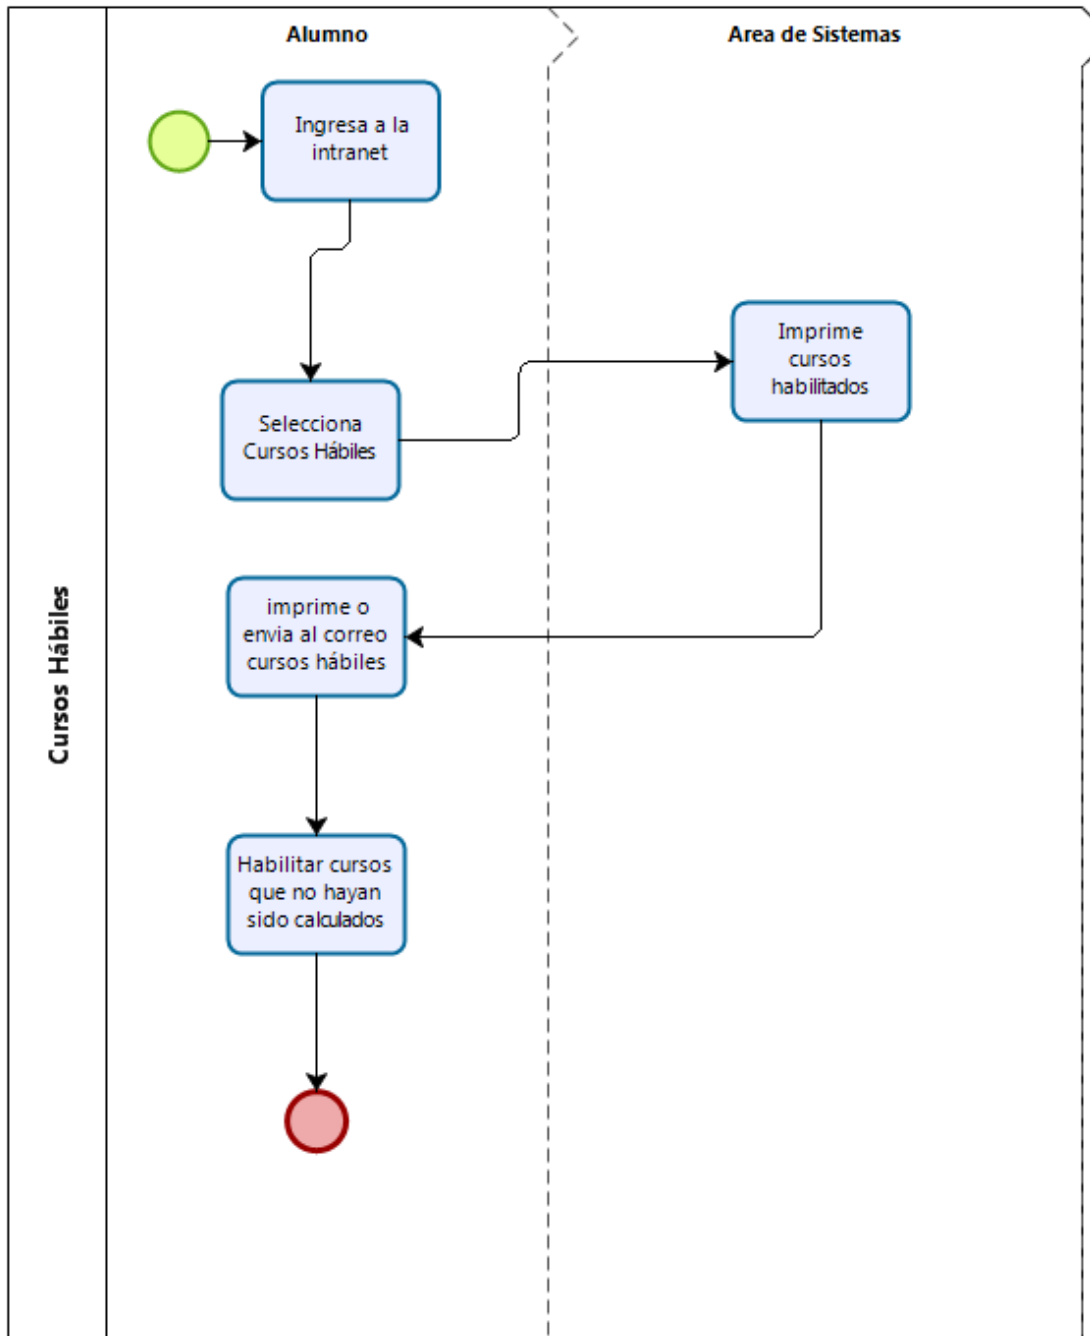 Alumno
Area de Sistemas
Ingresa a la
intranet
Imprime
cursos
habilitados
Selecciona
Cursos Hábiles
imprime o
envia al correo
cursos hábiles
Habilitar cursos
que no hayan
sido calculados
Cursos Hábiles